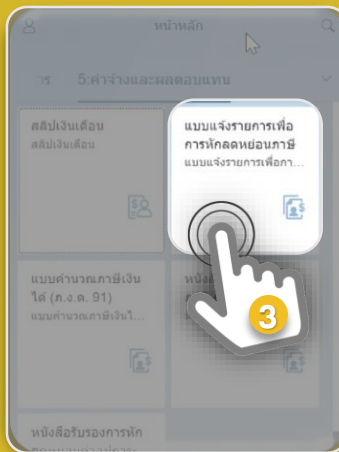 หน้าหลัก
าร 5:ค่าจ้างและผลตอบแทน
สลิปเงินเดือน
สลิปเงินเดือน
แบบแจ้งรายการเพื่อ
การหักลดหย่อนภาษี
แบบแจ้งรายการเพื่อกา...
แบบคำนวณภาษีเงิน
ได้ (ภ.ง.ด. 91)
แบบคำนวณภาษีเงินไ...
3
หนังสือรับรองการหัก